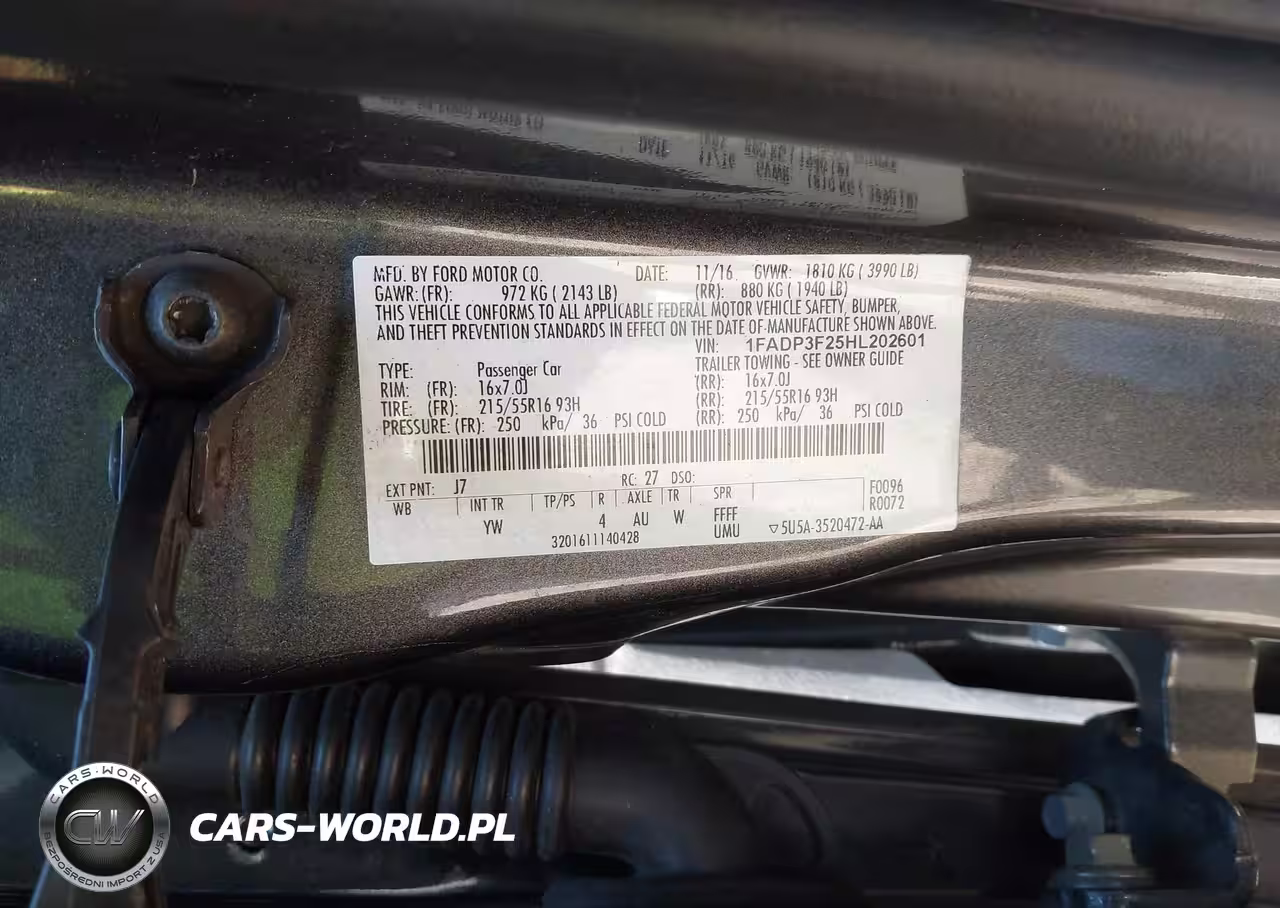 MFD. BY FORD MOTOR CO. DATE: 11/16 GVWR: 1810 KG ( 3990 LB)
GAWR: (FR): 972 KG ( 2143 LB) (RR): 880 KG ( 1940 LB)
THIS VEHICLE CONFORMS TO ALL APPLICABLE FEDERAL MOTOR VEHICLE SAFETY, BUMPER,
AND THEFT PREVENTION STANDARDS IN EFFECT ON THE DATE OF MANUFACTURE SHOWN ABOVE.
VIN: 1FADP3F25HL202601
TRAILER TOWING - SEE OWNER GUIDE
TYPE: Passenger Car
RIM: (FR): 16x7.0J (RR): 16x7.0J
TIRE: (FR): 215/55R16 93H (RR): 215/55R16 93H
PRESSURE: (FR): 250 kPa/ 36 PSI COLD (RR): 250 kPa/ 36 PSI COLD
EXT PNT: J7 RC: 27 DSO:
WB INT TR TP/PS R AXLE TR SPR F0096
R0072
YW 4 AU W FFFF
UMU
3201611140428 ▽5U5A-3520472-AA
CARS-WORLD
CW
BEZPOŚREDNI IMPORT Z USA
CARS-WORLD.PL